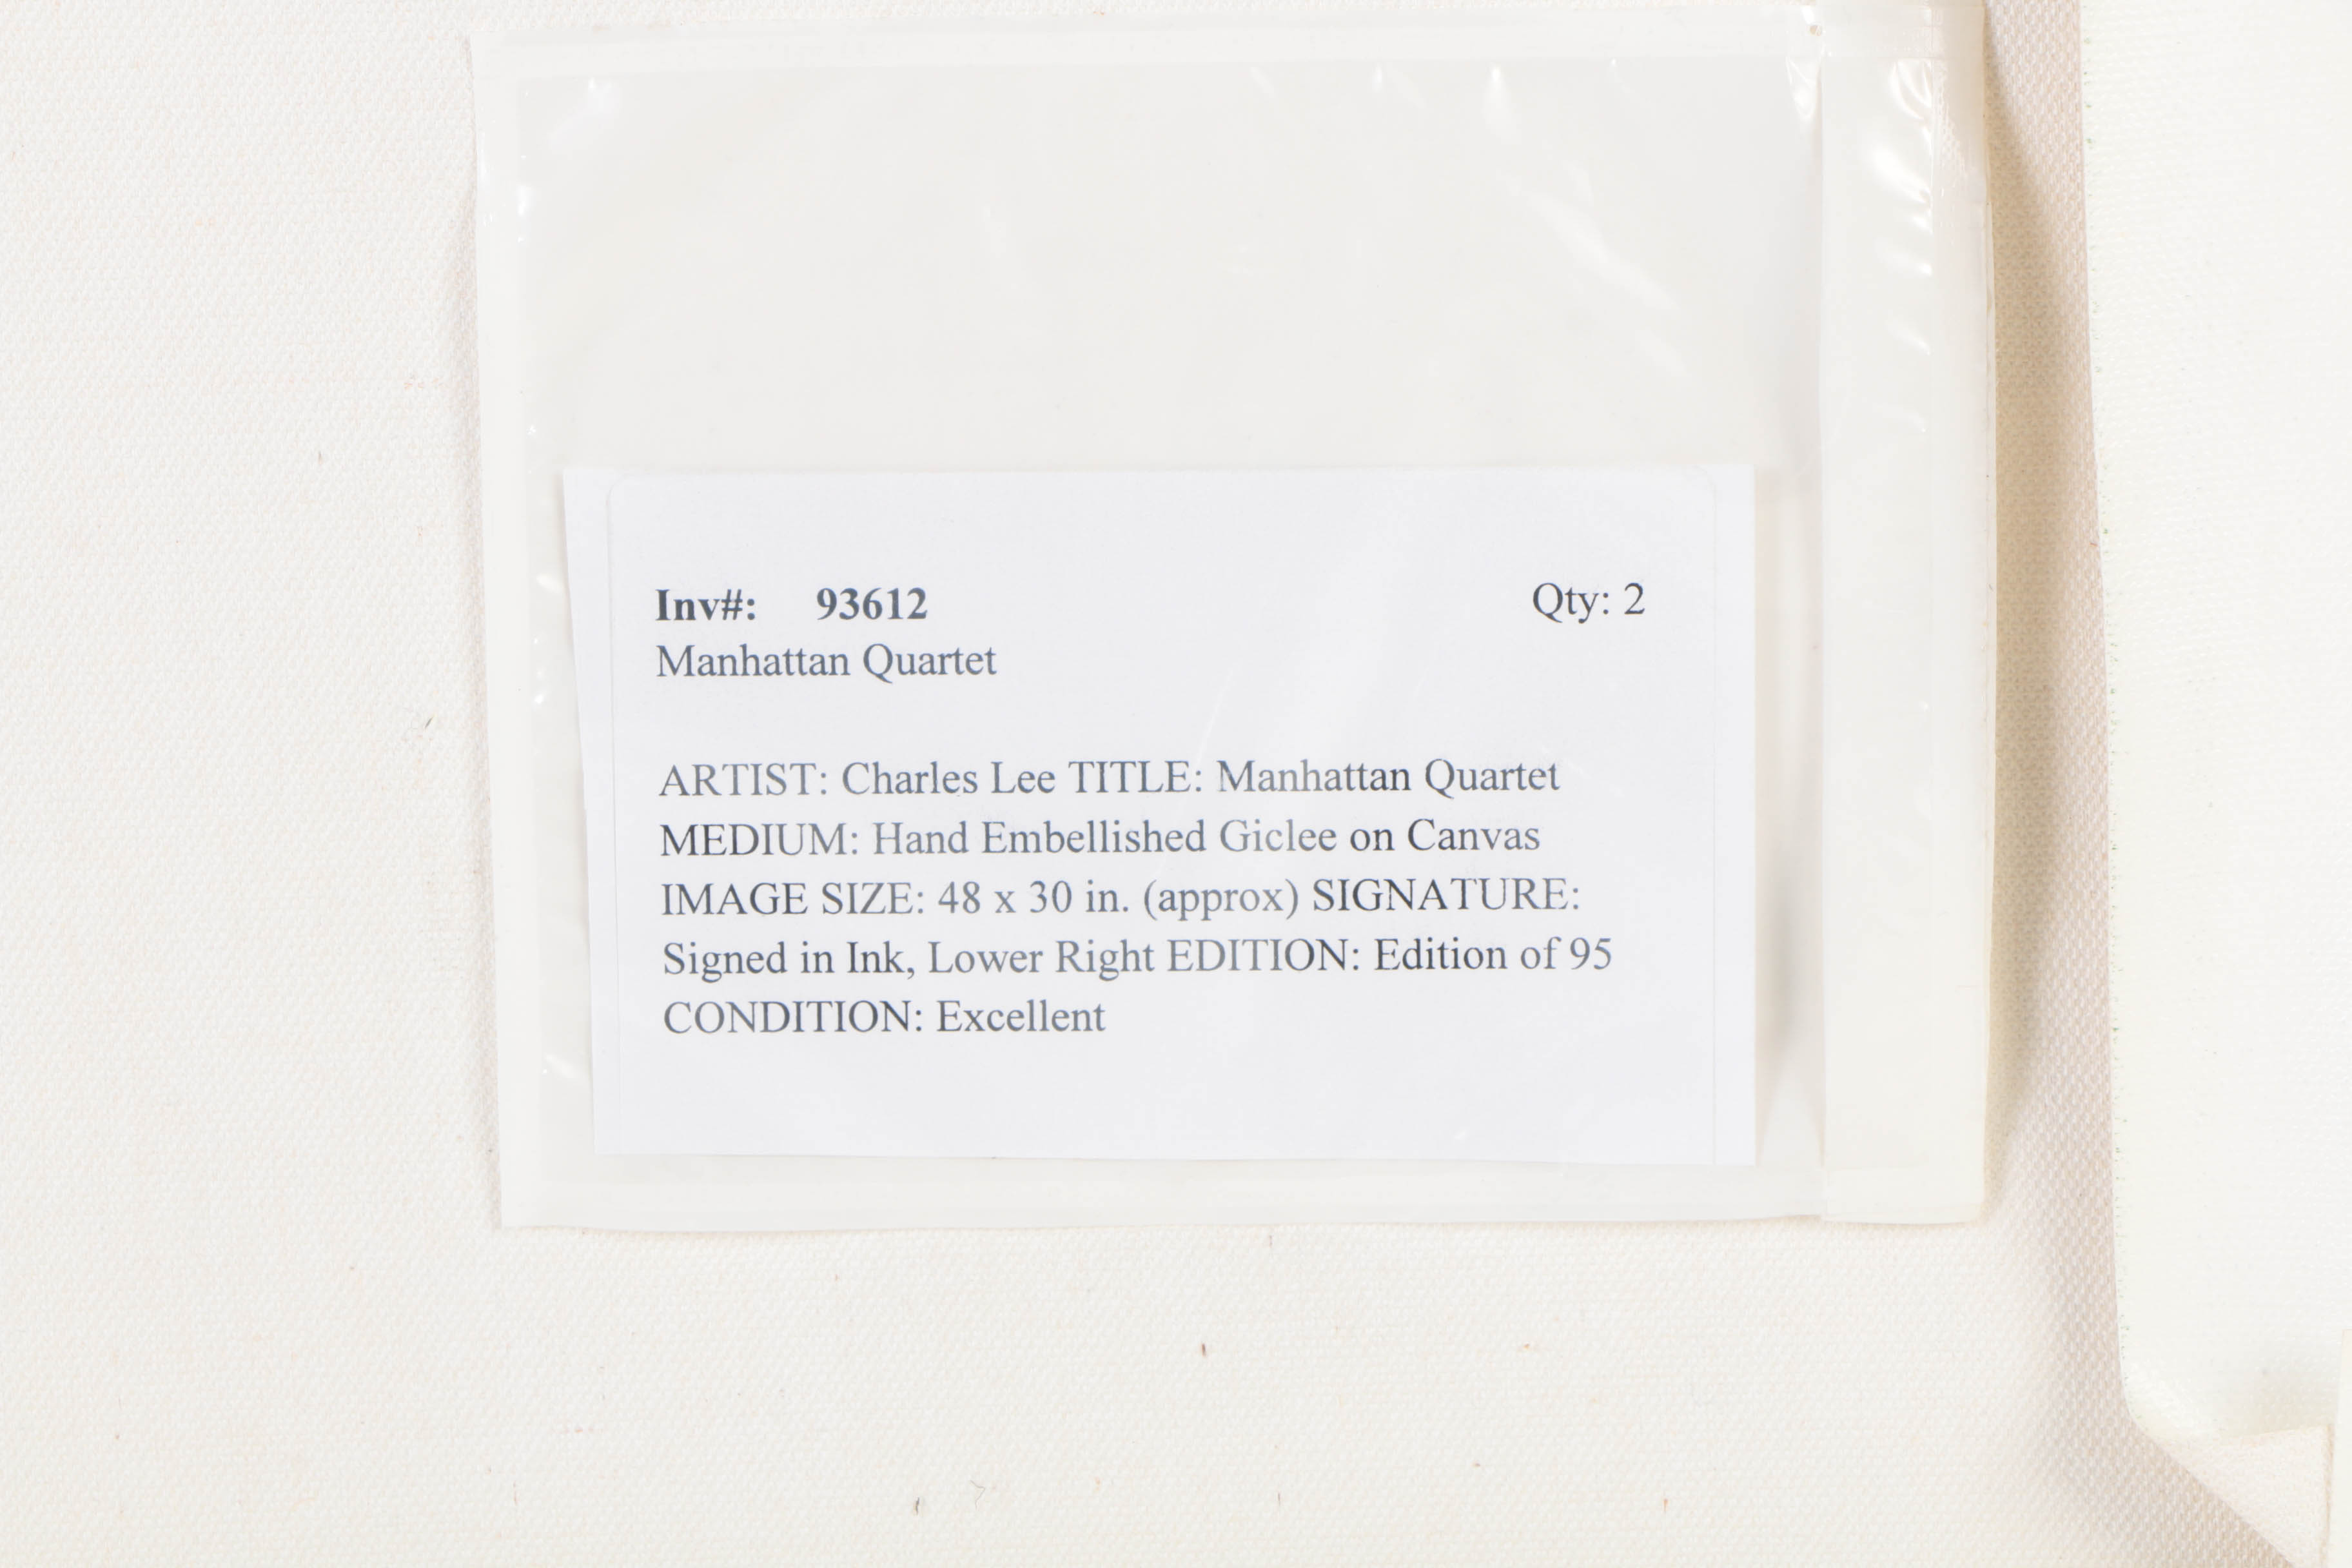 Inv#: 93612 Qty: 2
Manhattan Quartet
ARTIST: Charles Lee TITLE: Manhattan Quartet
MEDIUM: Hand Embellished Giclee on Canvas
IMAGE SIZE: 48 x 30 in. (approx) SIGNATURE:
Signed in Ink, Lower Right EDITION: Edition of 95
CONDITION: Excellent